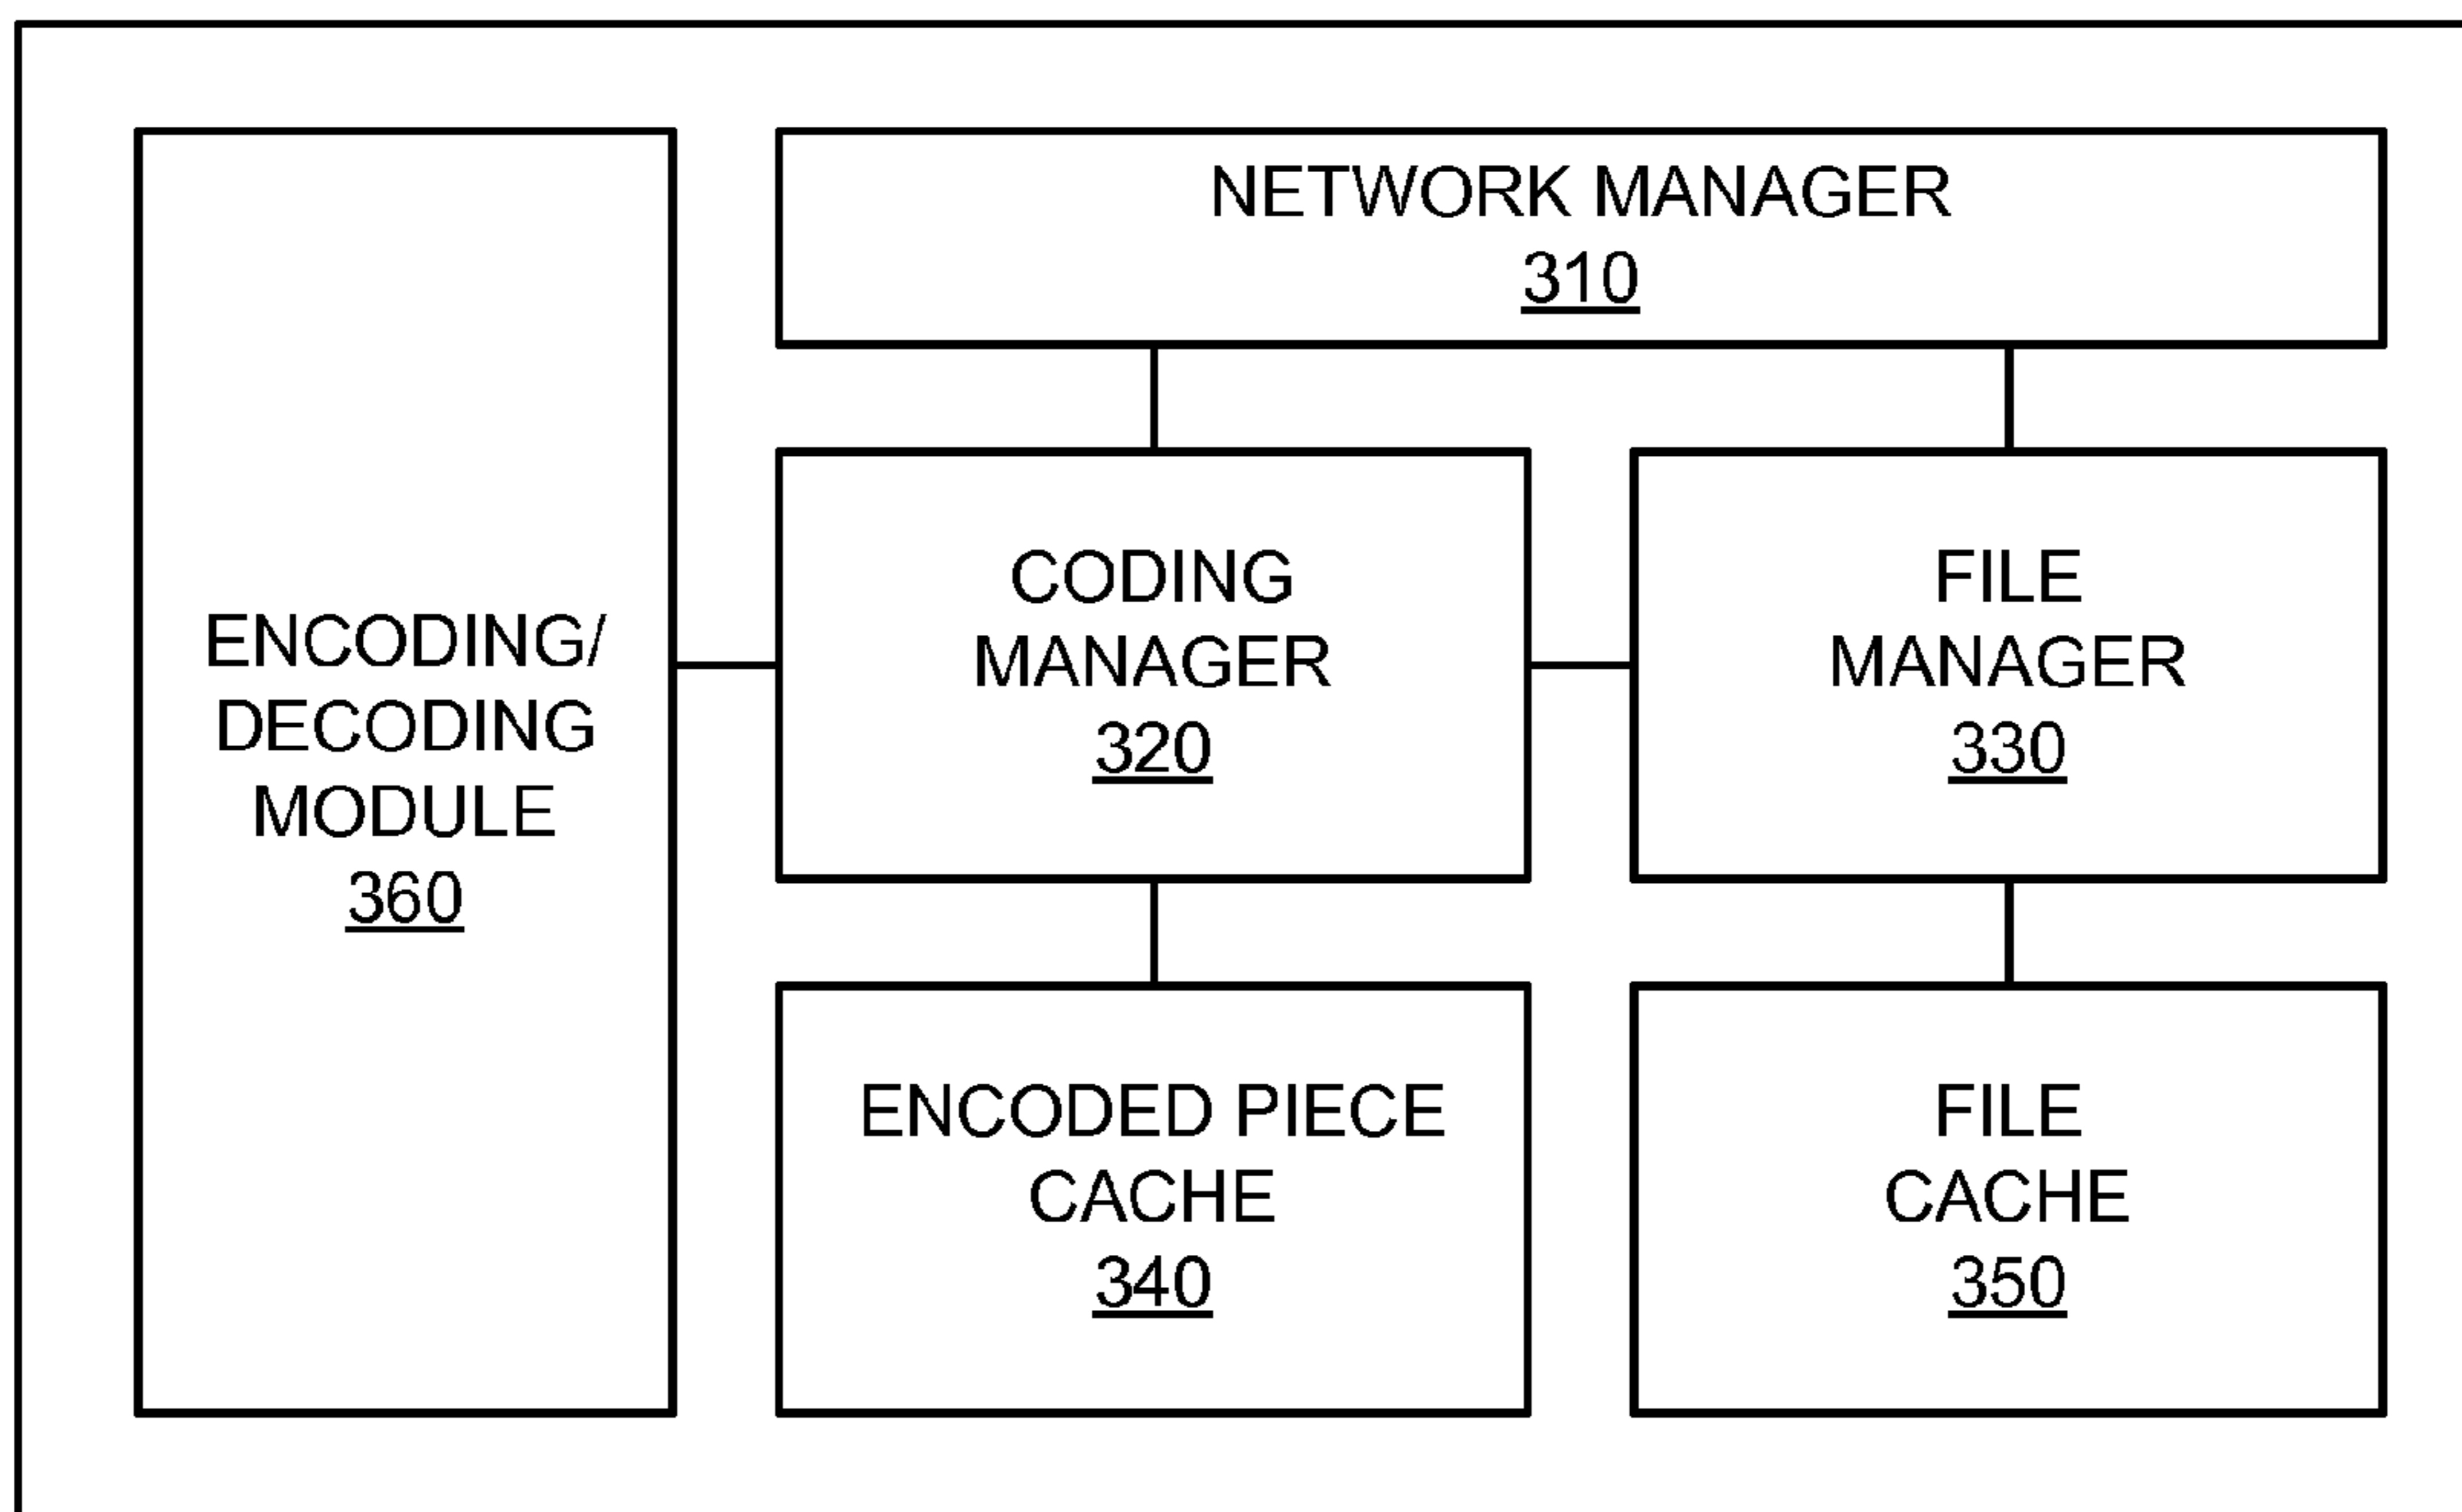 NETWORK MANAGER
310
ENCODING/
DECODING
MODULE
360
CODING
MANAGER
320
FILE
MANAGER
330
ENCODED PIECE
CACHE
340
FILE
CACHE
350